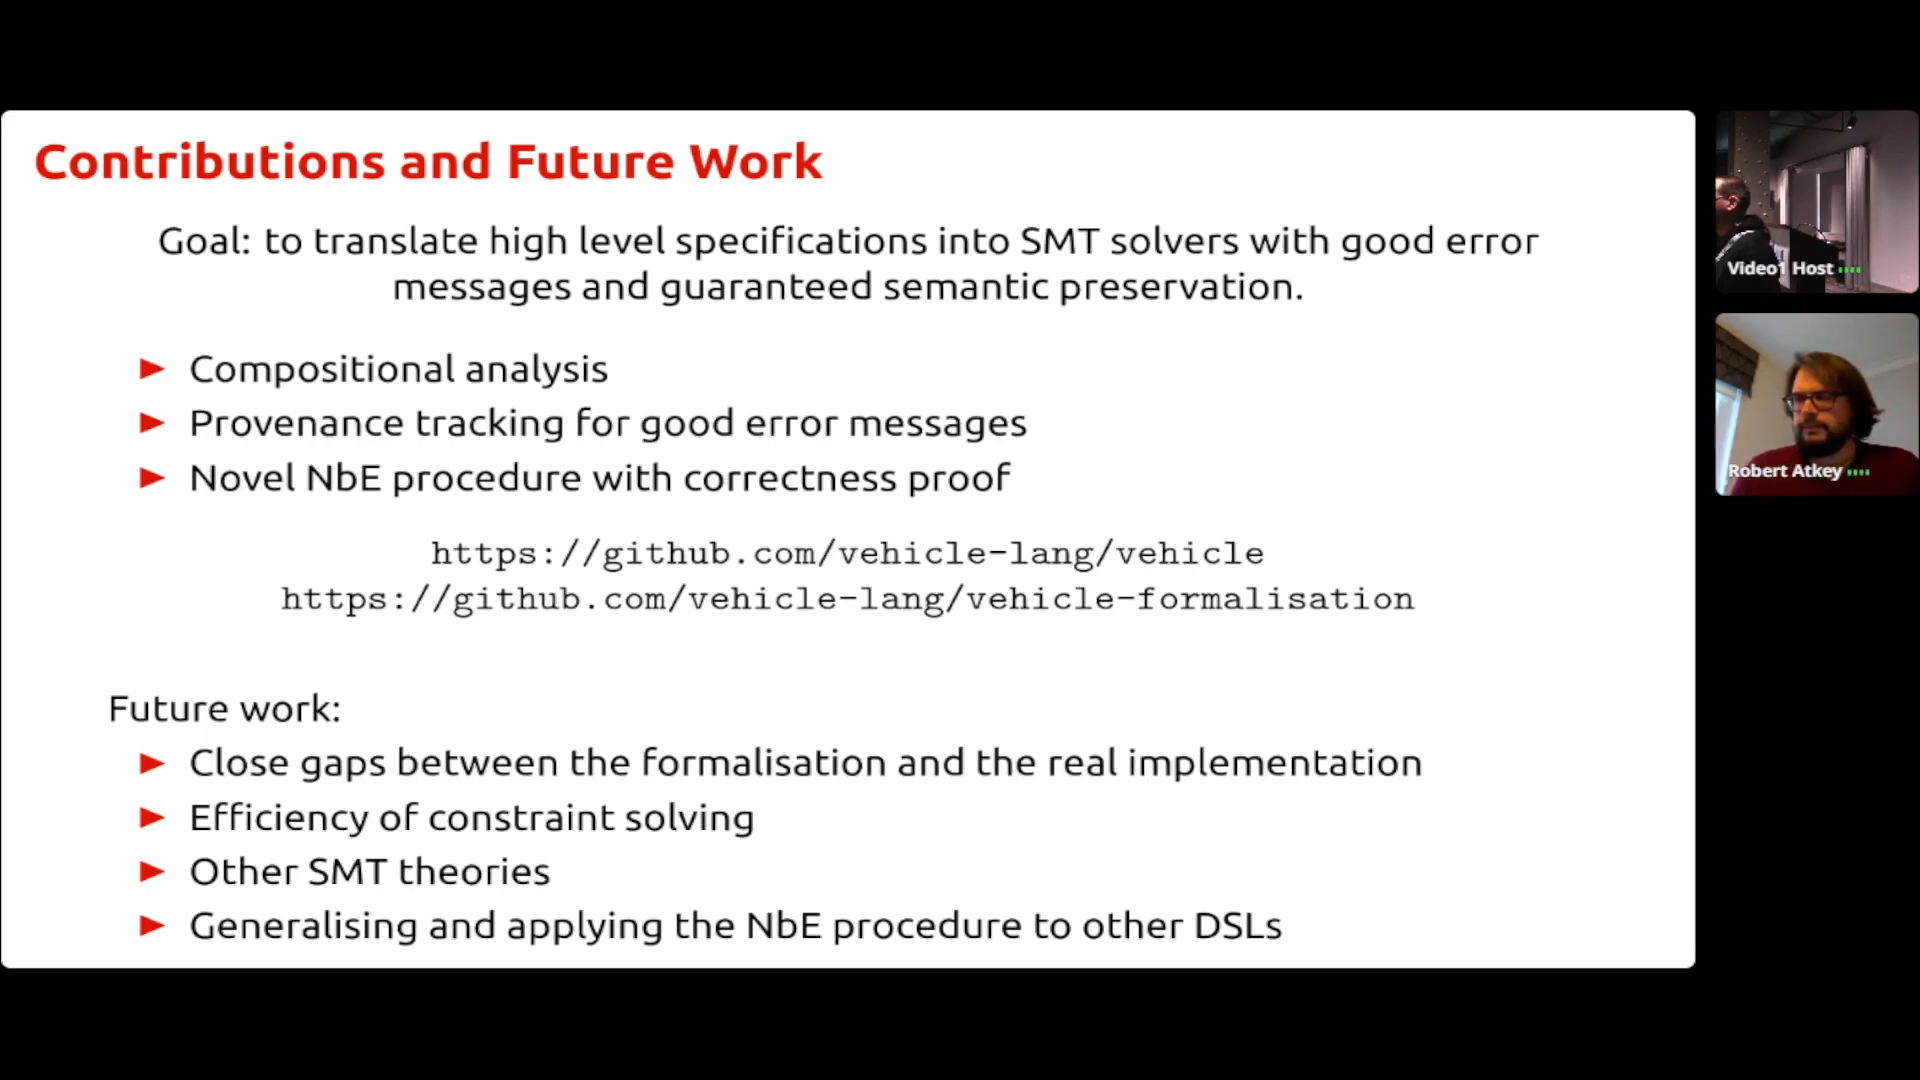 Contributions and Future Work
Goal: to translate high level specifications into SMT solvers with good error
messages and guaranteed semantic preservation.
▶ Compositional analysis
▶ Provenance tracking for good error messages
▶ Novel NbE procedure with correctness proof
https://github.com/vehicle-lang/vehicle
https://github.com/vehicle-lang/vehicle-formalisation
Future work:
▶ Close gaps between the formalisation and the real implementation
▶ Efficiency of constraint solving
▶ Other SMT theories
▶ Generalising and applying the NbE procedure to other DSLs
Video1 Host
Robert Atkey